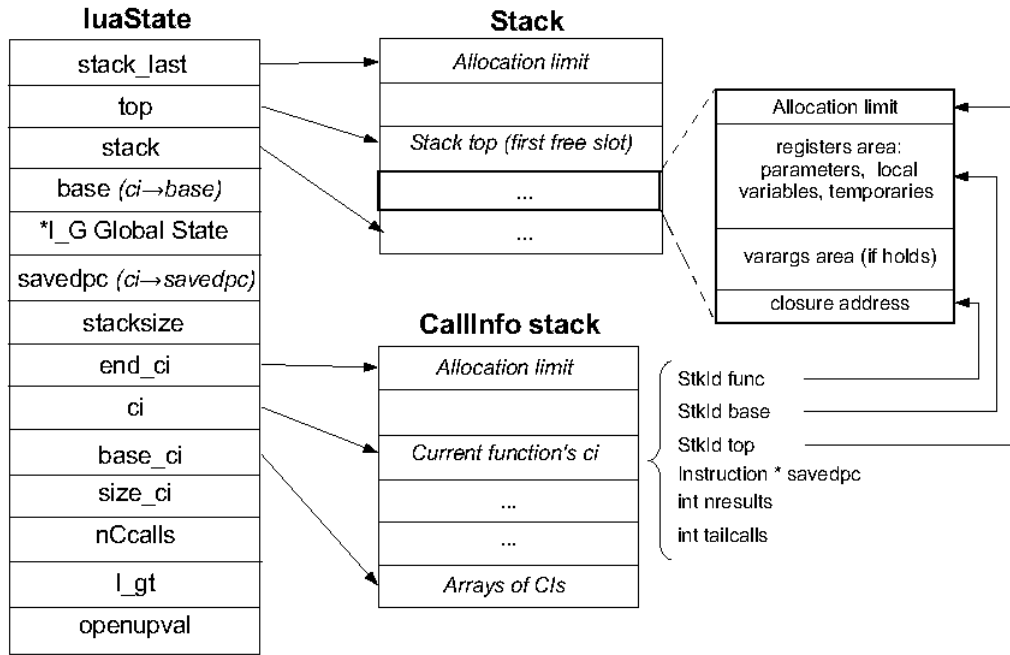 luaState
stack_last
top
stack
base (ci→base)
*l_G Global State
savedpc (ci→savedpc)
stacksize
end_ci
ci
base_ci
size_ci
nCcalls
l_gt
openupval
Stack
Allocation limit
Stack top (first free slot)
...
...
CallInfo stack
Allocation limit
Current function's ci
...
...
Arrays of CIs
Allocation limit
registers area:
parameters, local
variables, temporaries
varargs area (if holds)
closure address
StkId func
StkId base
StkId top
Instruction * savedpc
int nresults
int tailcalls